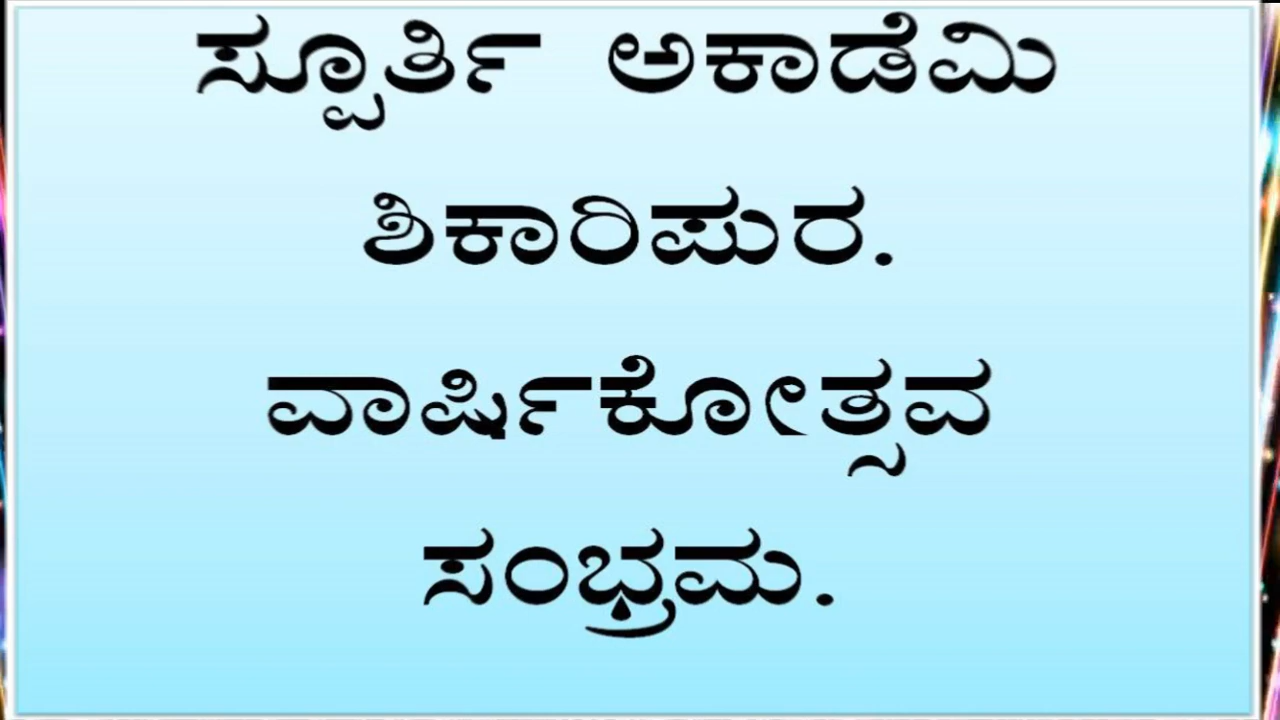 ಸ್ಪೂರ್ತಿ ಅಕಾಡೆಮಿ
ಶಿಕಾರಿಪುರ.
ವಾರ್ಷಿಕೋತ್ಸವ
ಸಂಭ್ರಮ.